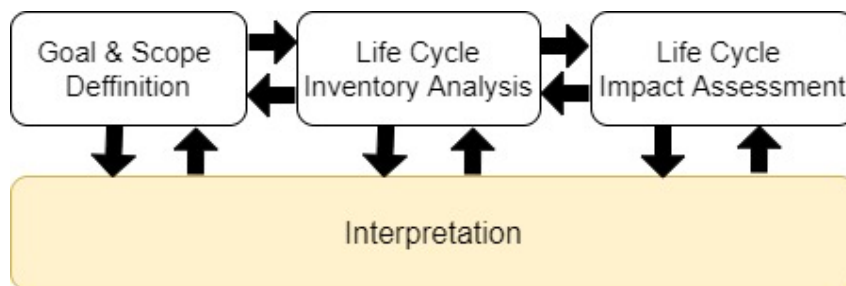 Goal & Scope
Deffinition
Life Cycle
Inventory Analysis
Life Cycle
Impact Assessment
Interpretation